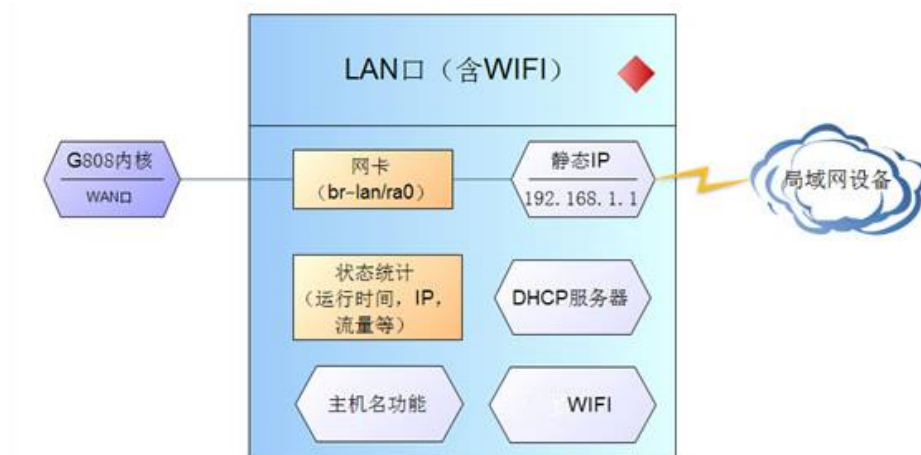 LAN口（含WIFI）
G808内核
WAN口
网卡
（br-lan/ra0）
静态IP
192.168.1.1
局域网设备
状态统计
（运行时间，IP，
流量等）
DHCP服务器
主机名功能
WIFI